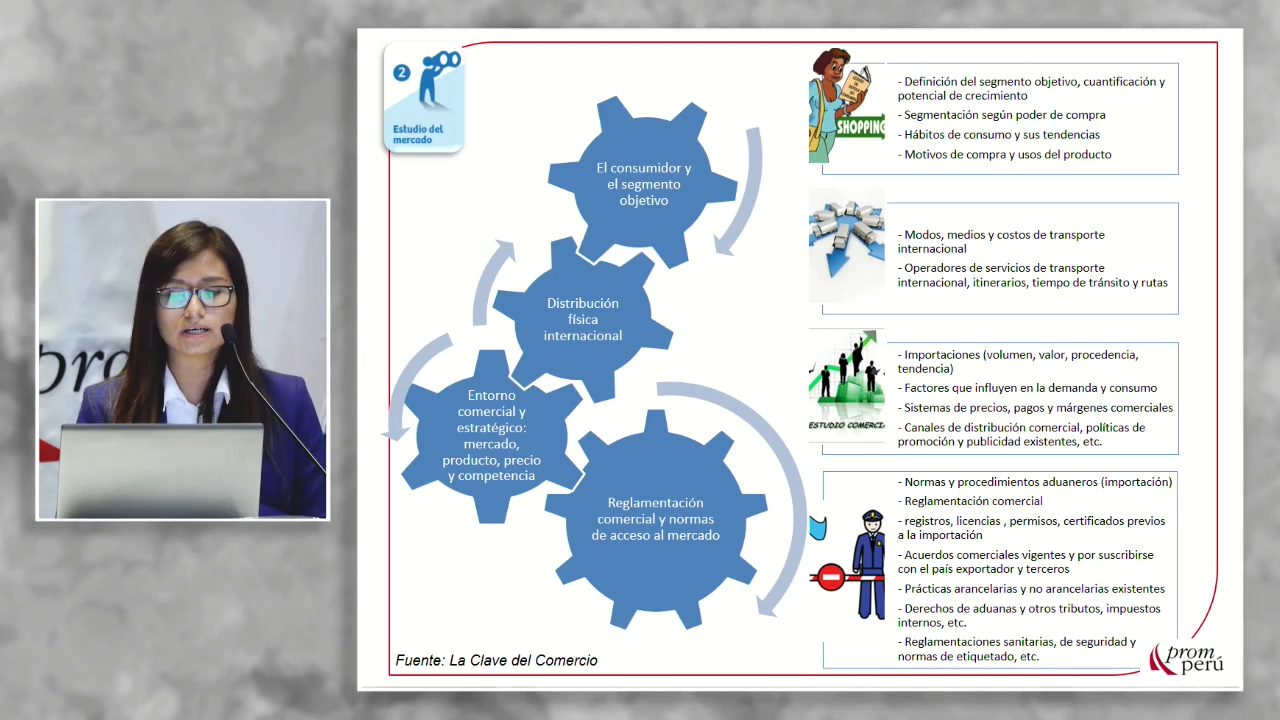 2
Estudio del
mercado
El consumidor y
el segmento
objetivo
Distribución
física
internacional
Entorno
comercial y
estratégico:
mercado,
producto, precio
y competencia
Reglamentación
comercial y normas
de acceso al mercado
SHOPPING
- Definición del segmento objetivo, cuantificación y
potencial de crecimiento
- Segmentación según poder de compra
- Hábitos de consumo y sus tendencias
- Motivos de compra y usos del producto
- Modos, medios y costos de transporte
internacional
- Operadores de servicios de transporte
internacional, itinerarios, tiempo de tránsito y rutas
ESTUDIO COMERCI
- Importaciones (volumen, valor, procedencia,
tendencia)
- Factores que influyen en la demanda y consumo
- Sistemas de precios, pagos y márgenes comerciales
- Canales de distribución comercial, políticas de
promoción y publicidad existentes, etc.
- Normas y procedimientos aduaneros (importación)
- Reglamentación comercial
- registros, licencias , permisos, certificados previos
a la importación
- Acuerdos comerciales vigentes y por suscribirse
con el país exportador y terceros
- Prácticas arancelarias y no arancelarias existentes
- Derechos de aduanas y otros tributos, impuestos
internos, etc.
- Reglamentaciones sanitarias, de seguridad y
normas de etiquetado, etc.
Fuente: La Clave del Comercio
prom
perú